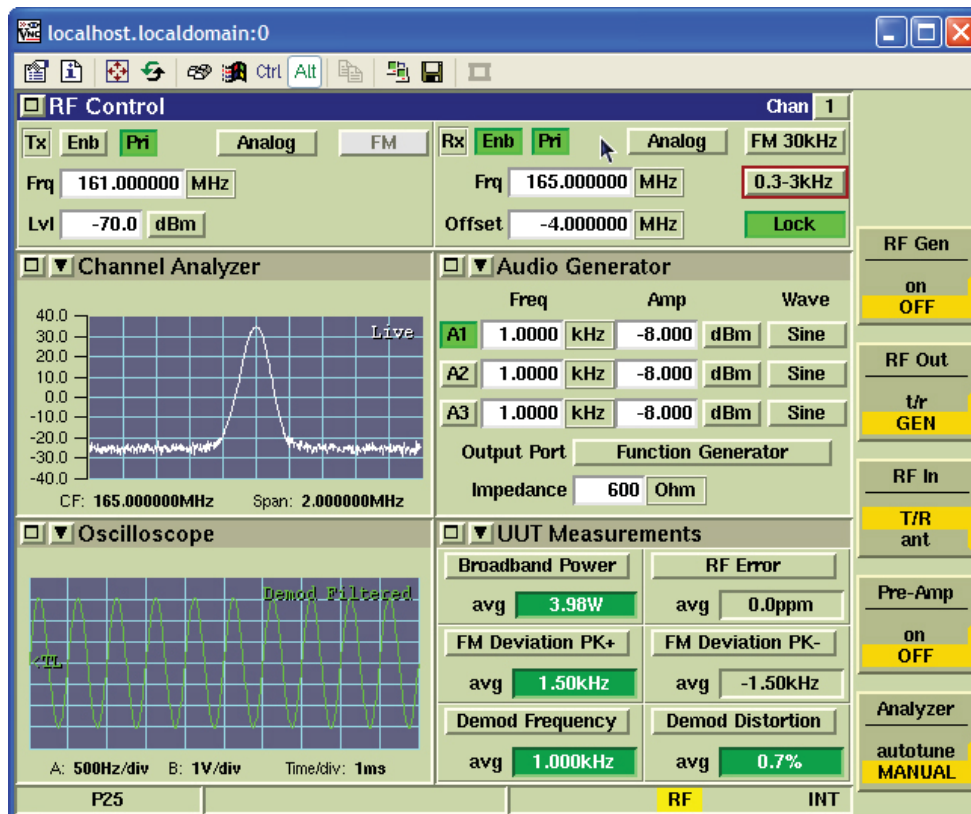 localhost.localdomain:0
Ctrl Alt
RF Control
Chan 1
Tx Enb Pri Analog FM
Frq 161.000000 MHz
Lvl -70.0 dBm
Rx Enb Pri Analog FM 30kHz
Frq 165.000000 MHz 0.3-3kHz
Offset -4.000000 MHz Lock
Channel Analyzer
40.0
30.0
20.0
10.0
0.0
-10.0
-20.0
-30.0
-40.0
Live
CF: 165.000000MHz Span: 2.000000MHz
Audio Generator
Freq Amp Wave
A1 1.0000 kHz -8.000 dBm Sine
A2 1.0000 kHz -8.000 dBm Sine
A3 1.0000 kHz -8.000 dBm Sine
Output Port Function Generator
Impedance 600 Ohm
Oscilloscope
Demod Filtered
<TL
A: 500Hz/div B: 1V/div Time/div: 1ms
UUT Measurements
Broadband Power RF Error
avg 3.98W avg 0.0ppm
FM Deviation PK+ FM Deviation PK-
avg 1.50kHz avg -1.50kHz
Demod Frequency Demod Distortion
avg 1.000kHz avg 0.7%
RF Gen
on
OFF
RF Out
t/r
GEN
RF In
T/R
ant
Pre-Amp
on
OFF
Analyzer
autotune
MANUAL
P25 RF INT